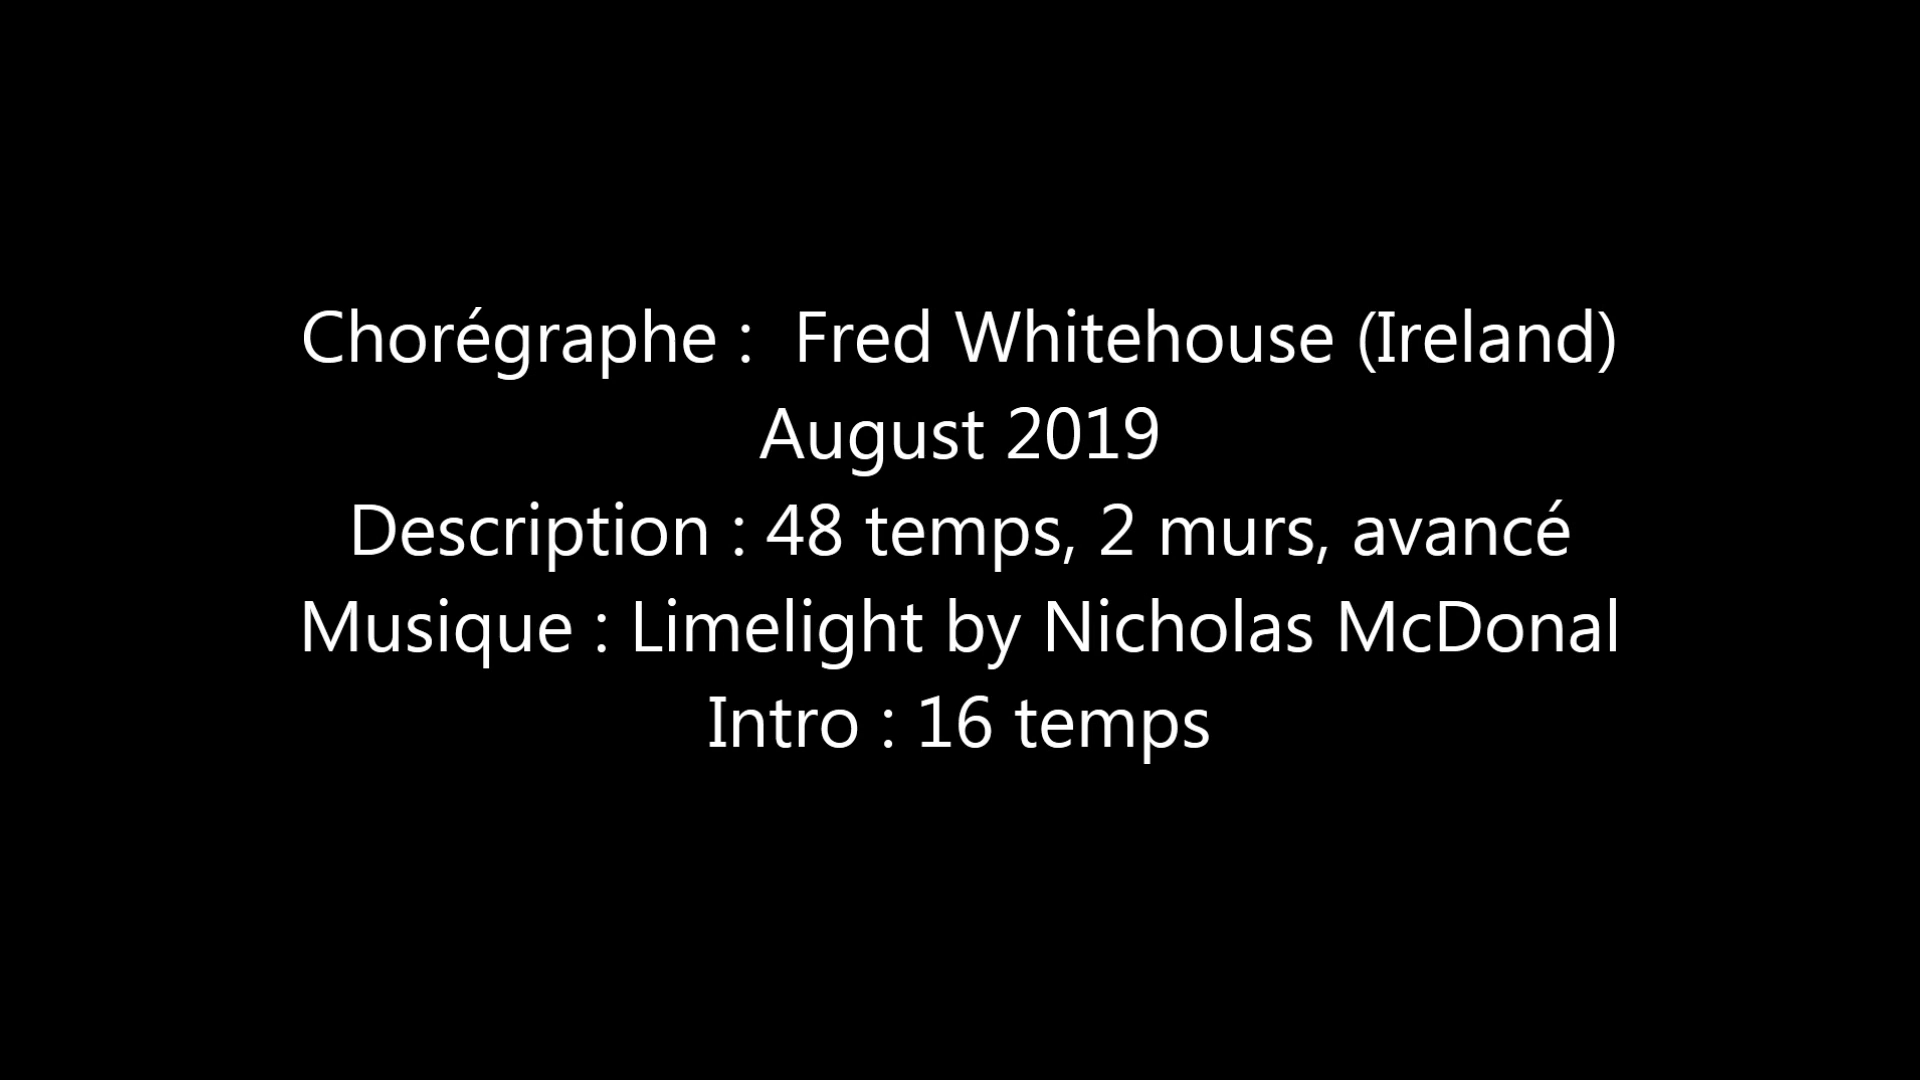 Chorégraphe :  Fred Whitehouse (Ireland)
August 2019
Description : 48 temps, 2 murs, avancé
Musique : Limelight by Nicholas McDonal
Intro : 16 temps